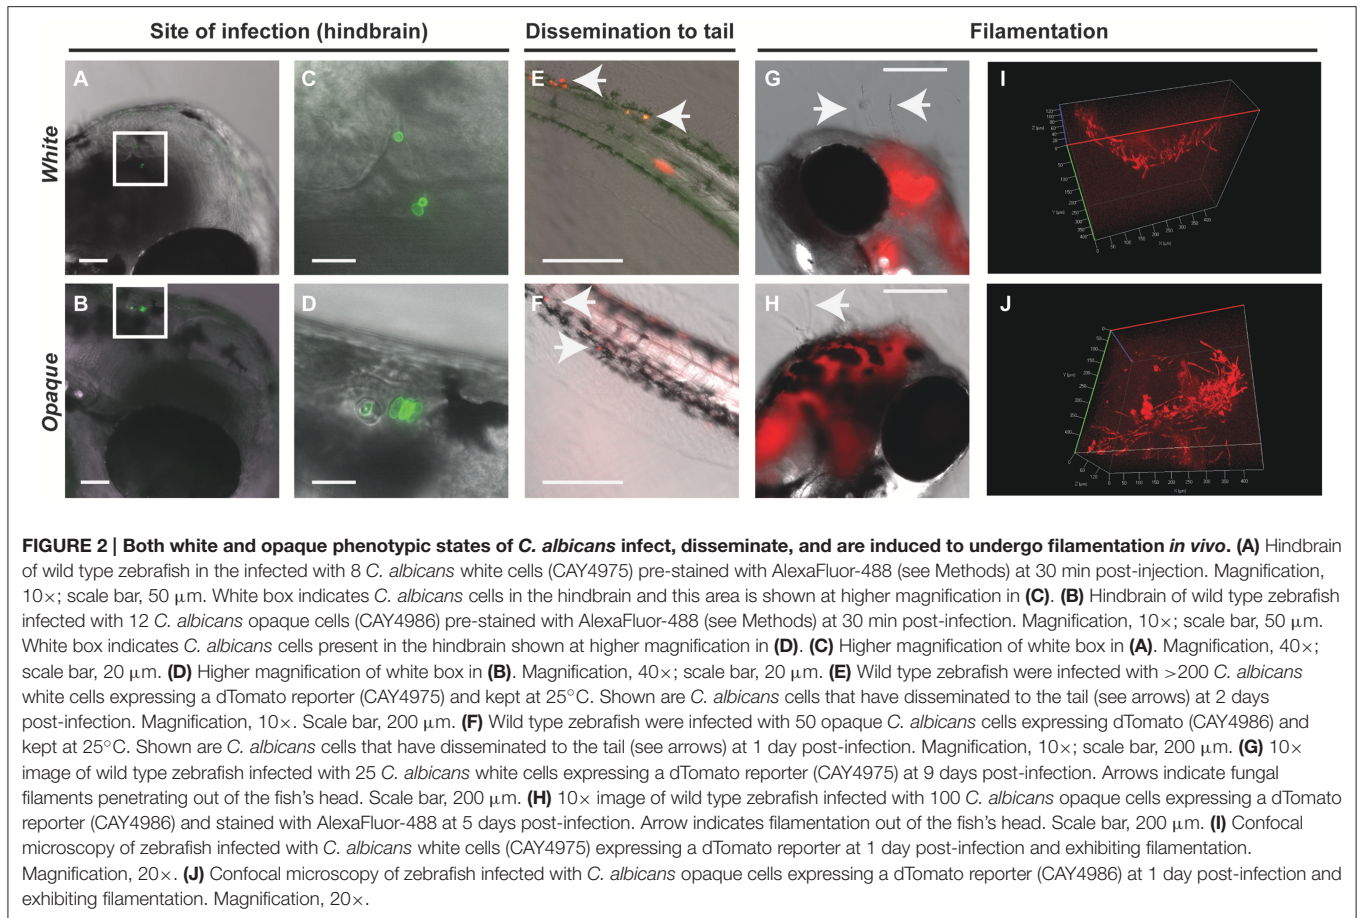 Site of infection (hindbrain)
Dissemination to tail
Filamentation
White
Opaque
A
C
E
G
I
B
D
F
H
J
FIGURE 2 | Both white and opaque phenotypic states of C. albicans infect, disseminate, and are induced to undergo filamentation in vivo. (A) Hindbrain
of wild type zebrafish in the infected with 8 C. albicans white cells (CAY4975) pre-stained with AlexaFluor-488 (see Methods) at 30 min post-injection. Magnification,
10×; scale bar, 50 μm. White box indicates C. albicans cells in the hindbrain and this area is shown at higher magnification in (C). (B) Hindbrain of wild type zebrafish
infected with 12 C. albicans opaque cells (CAY4986) pre-stained with AlexaFluor-488 (see Methods) at 30 min post-infection. Magnification, 10×; scale bar, 50 μm.
White box indicates C. albicans cells present in the hindbrain shown at higher magnification in (D). (C) Higher magnification of white box in (A). Magnification, 40×;
scale bar, 20 μm. (D) Higher magnification of white box in (B). Magnification, 40×; scale bar, 20 μm. (E) Wild type zebrafish were infected with >200 C. albicans
white cells expressing a dTomato reporter (CAY4975) and kept at 25°C. Shown are C. albicans cells that have disseminated to the tail (see arrows) at 2 days
post-infection. Magnification, 10×. Scale bar, 200 μm. (F) Wild type zebrafish were infected with 50 opaque C. albicans cells expressing dTomato (CAY4986) and
kept at 25°C. Shown are C. albicans cells that have disseminated to the tail (see arrows) at 1 day post-infection. Magnification, 10×; scale bar, 200 μm. (G) 10×
image of wild type zebrafish infected with 25 C. albicans white cells expressing a dTomato reporter (CAY4975) at 9 days post-infection. Arrows indicate fungal
filaments penetrating out of the fish's head. Scale bar, 200 μm. (H) 10× image of wild type zebrafish infected with 100 C. albicans opaque cells expressing a dTomato
reporter (CAY4986) and stained with AlexaFluor-488 at 5 days post-infection. Arrow indicates filamentation out of the fish's head. Scale bar, 200 μm. (I) Confocal
microscopy of zebrafish infected with C. albicans white cells (CAY4975) expressing a dTomato reporter at 1 day post-infection and exhibiting filamentation.
Magnification, 20×. (J) Confocal microscopy of zebrafish infected with C. albicans opaque cells expressing a dTomato reporter (CAY4986) at 1 day post-infection and
exhibiting filamentation. Magnification, 20×.